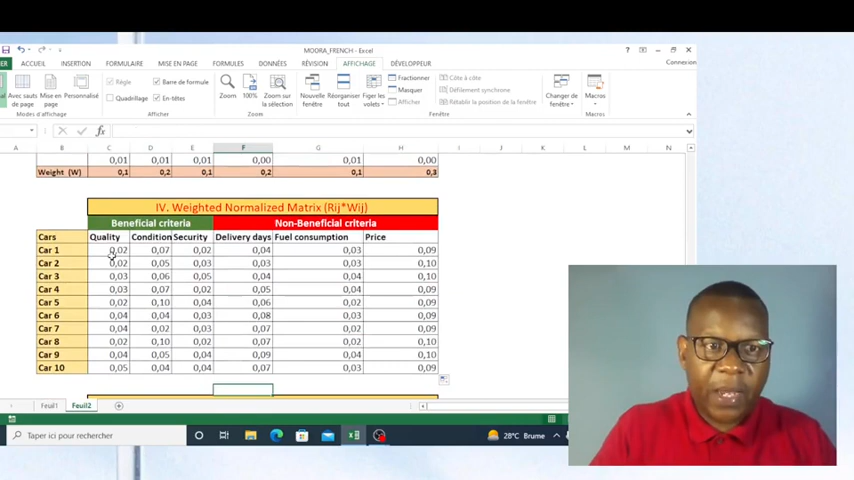 MOORA_FRENCH - Excel
Connexion
ACCUEIL INSERTION FORMULAIRE MISE EN PAGE FORMULES DONNÉES RÉVISION AFFICHAGE DÉVELOPPEUR
Avec sauts de page
Mise en page
Personnalisé
Règle
Barre de formule
Quadrillage
En-têtes
Zoom
100%
Zoom sur la sélection
Nouvelle fenêtre
Réorganiser tout
Figer les volets
Fractionner
Masquer
Afficher
Côte à côte
Défilement synchrone
Rétablir la position de la fenêtre
Changer de fenêtre
Macros
Modes d'affichage
Afficher
Zoom
Fenêtre
Macros
fx
A B C D E F G H I J K L M N
0,01 0,01 0,01 0,00 0,01 0,00
Weight (W) 0,1 0,2 0,1 0,2 0,1 0,3
IV. Weighted Normalized Matrix (Rij*Wij)
Beneficial criteria Non-Beneficial criteria
Cars Quality Condition Security Delivery days Fuel consumption Price
Car 1 0,02 0,07 0,02 0,04 0,03 0,09
Car 2 0,02 0,05 0,03 0,03 0,03 0,10
Car 3 0,03 0,06 0,05 0,04 0,04 0,10
Car 4 0,03 0,07 0,02 0,05 0,04 0,09
Car 5 0,02 0,10 0,04 0,06 0,02 0,09
Car 6 0,04 0,04 0,04 0,08 0,03 0,09
Car 7 0,04 0,02 0,03 0,07 0,02 0,09
Car 8 0,02 0,10 0,04 0,07 0,02 0,10
Car 9 0,04 0,05 0,04 0,09 0,04 0,10
Car 10 0,05 0,04 0,04 0,07 0,03 0,09
Feuil1 Feuil2
Taper ici pour rechercher
28°C Brume